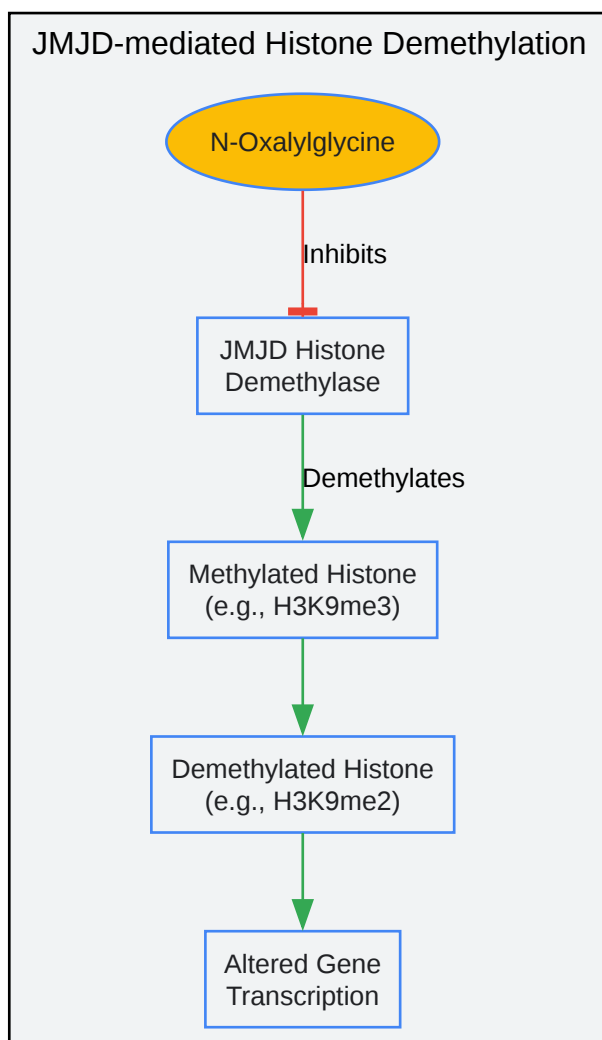 JMJD-mediated Histone Demethylation
N-Oxalylglycine
Inhibits
JMJD Histone
Demethylase
Demethylates
Methylated Histone
(e.g., H3K9me3)
Demethylated Histone
(e.g., H3K9me2)
Altered Gene
Transcription